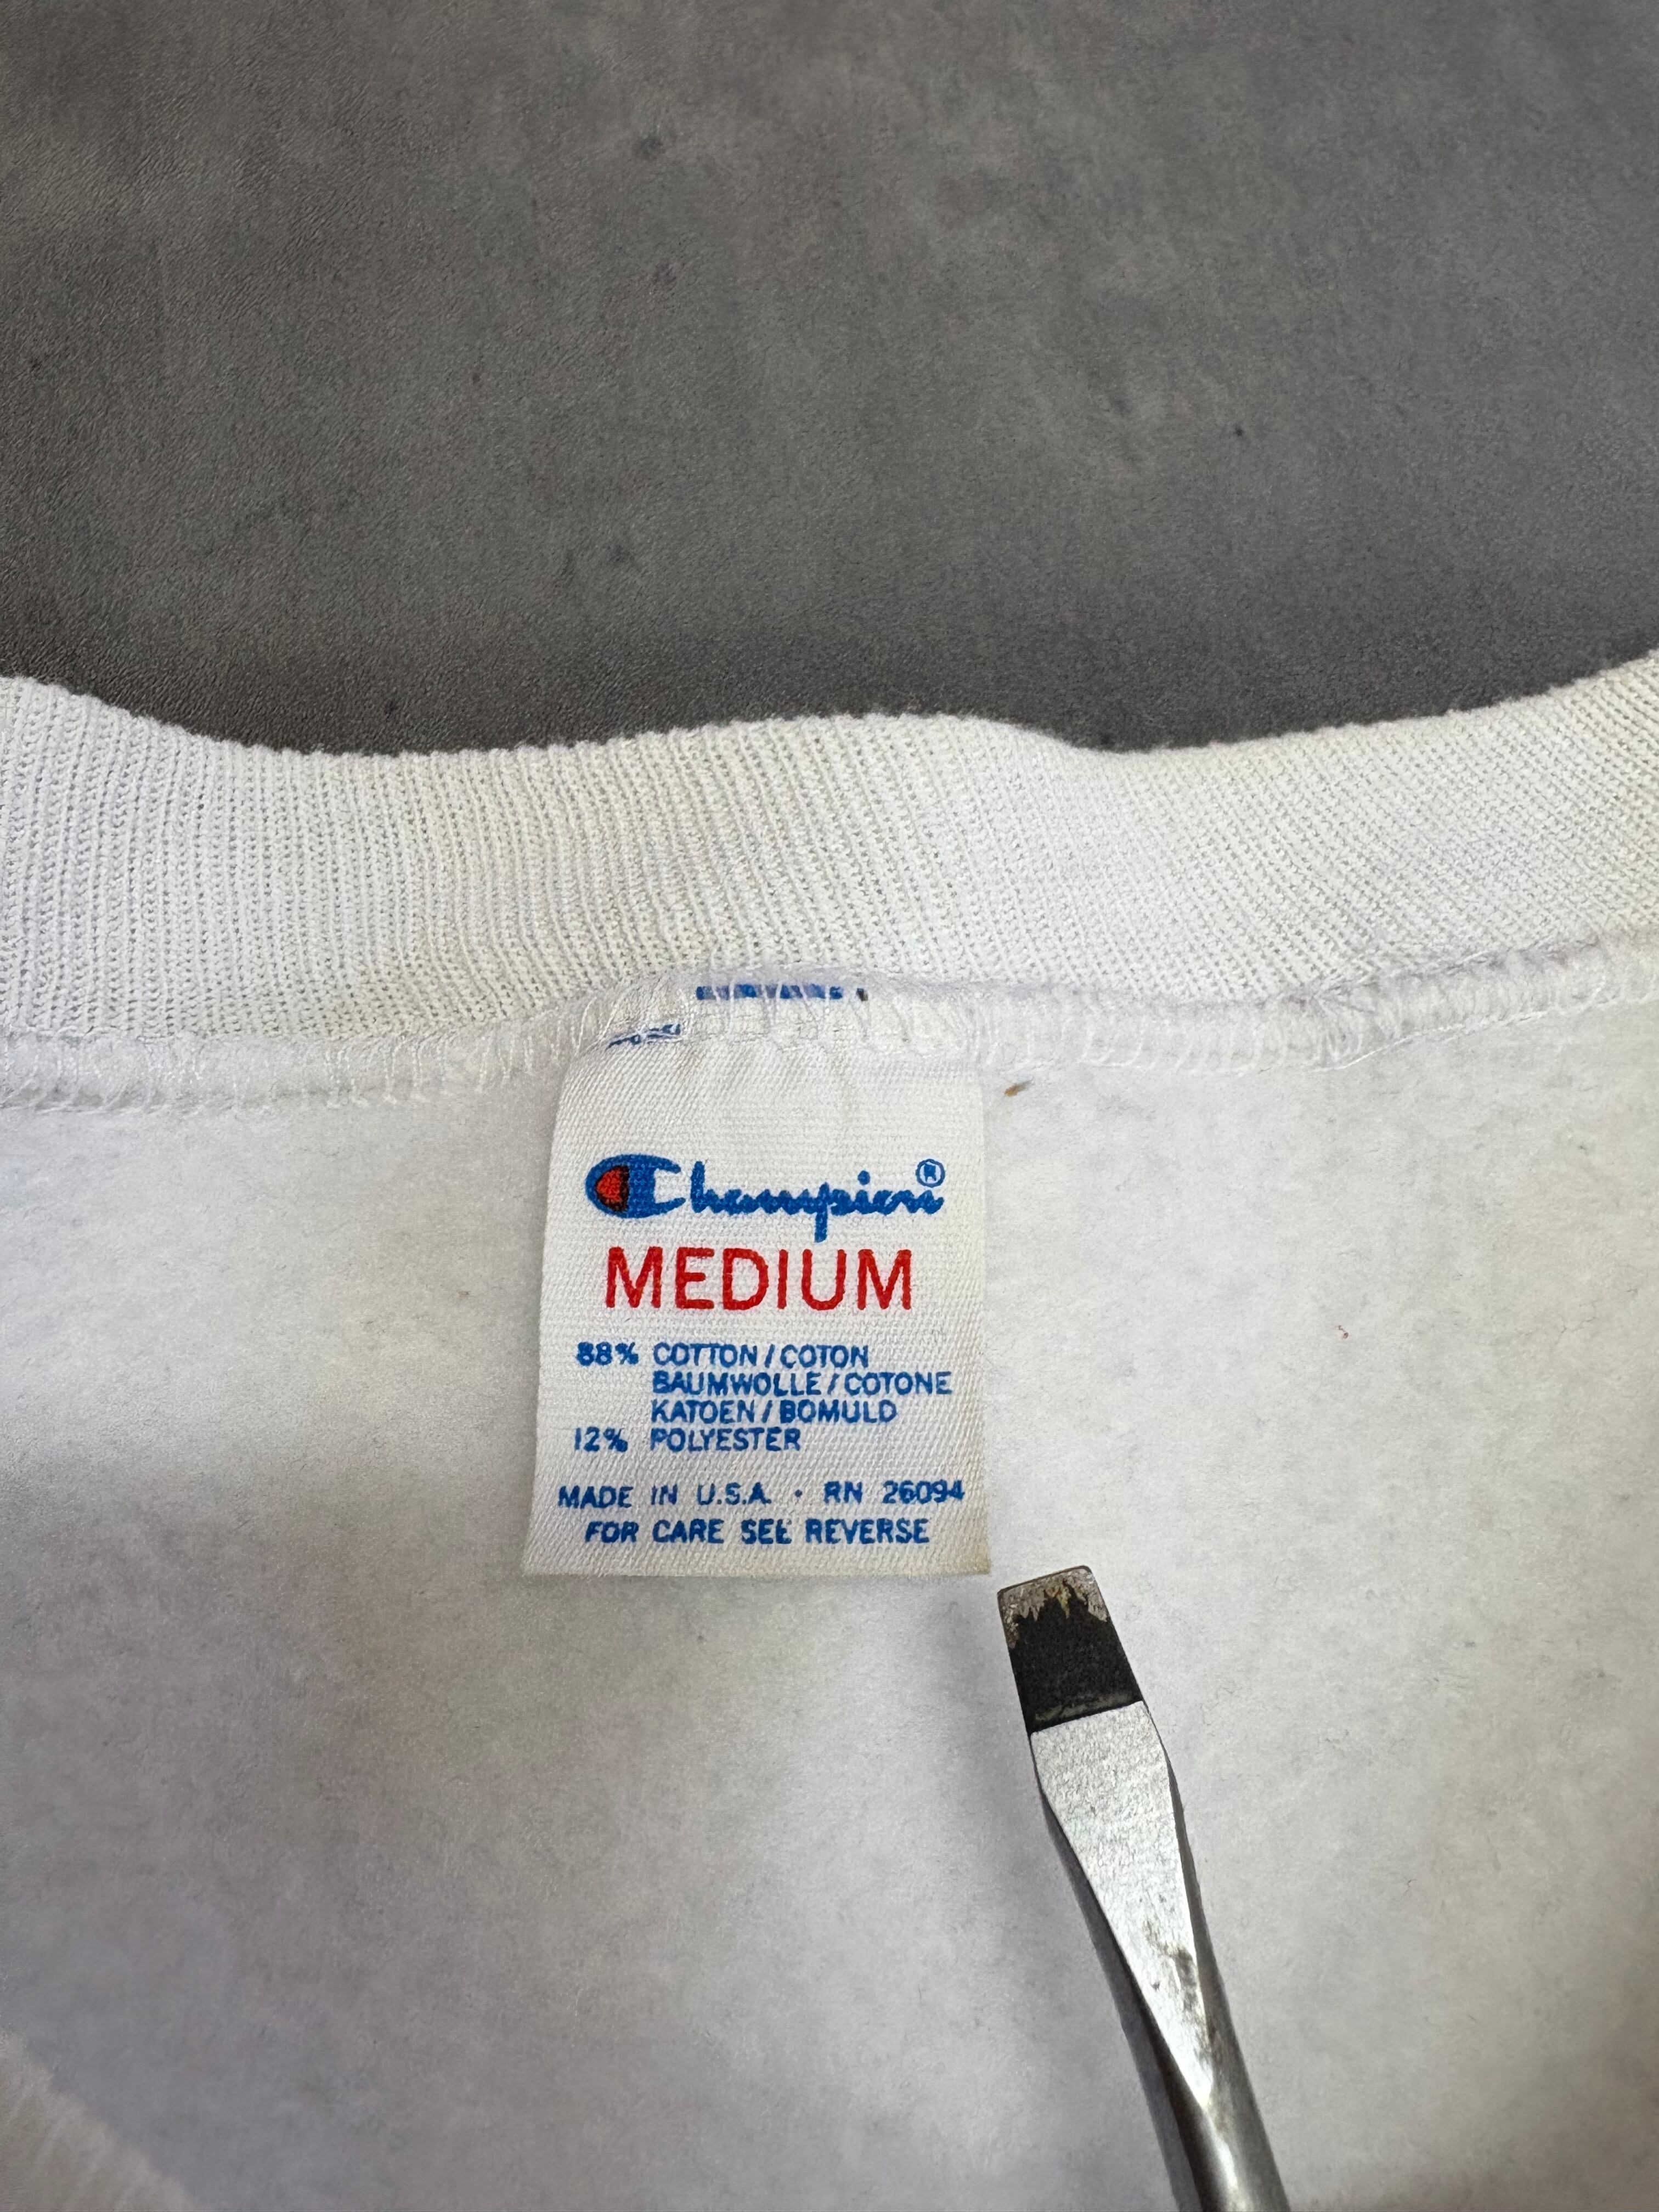 Champion®
MEDIUM
88% COTTON / COTON
BAUMWOLLE / COTONE
KATOEN / BOMULD
12% POLYESTER
MADE IN U.S.A. · RN 26094
FOR CARE SEE REVERSE